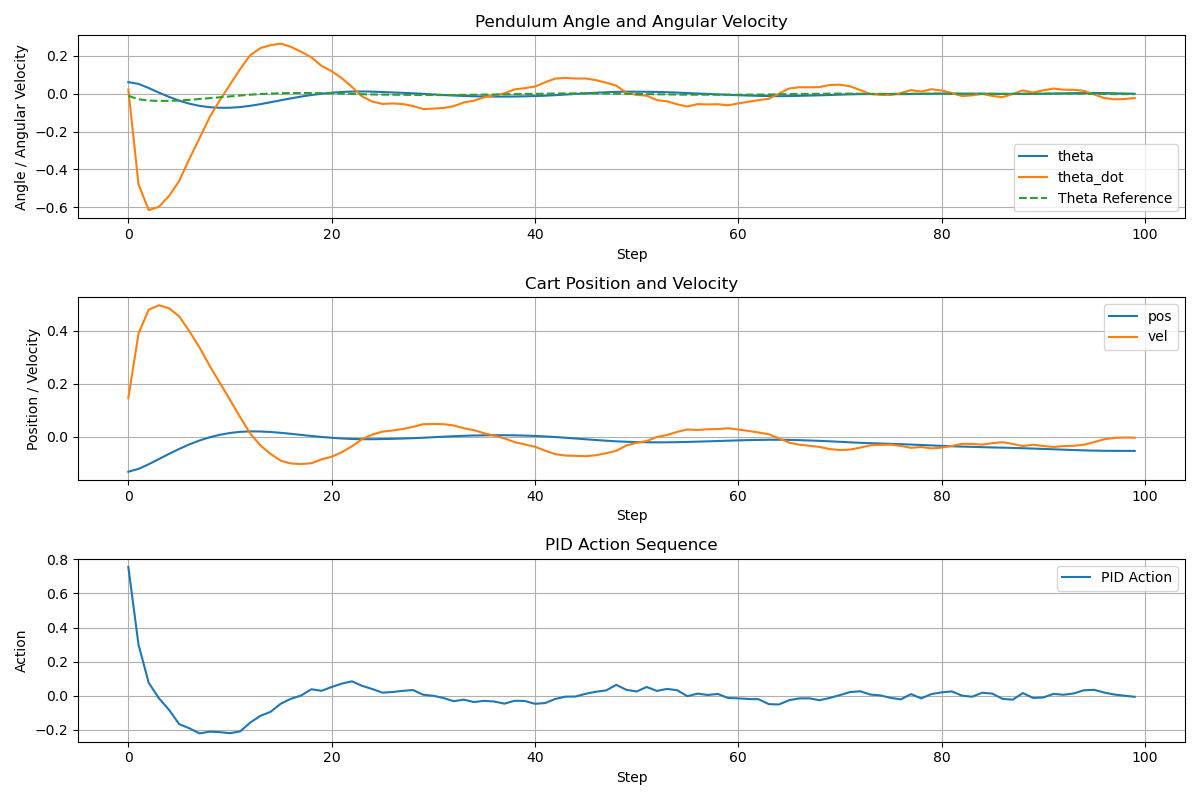 Pendulum Angle and Angular Velocity
Angle / Angular Velocity
0.2
0.0
−0.2
−0.4
−0.6
theta
theta_dot
Theta Reference
0 20 40 60 80 100
Step
Cart Position and Velocity
Position / Velocity
0.4
0.2
0.0
pos
vel
0 20 40 60 80 100
Step
PID Action Sequence
Action
0.8
0.6
0.4
0.2
0.0
−0.2
PID Action
0 20 40 60 80 100
Step